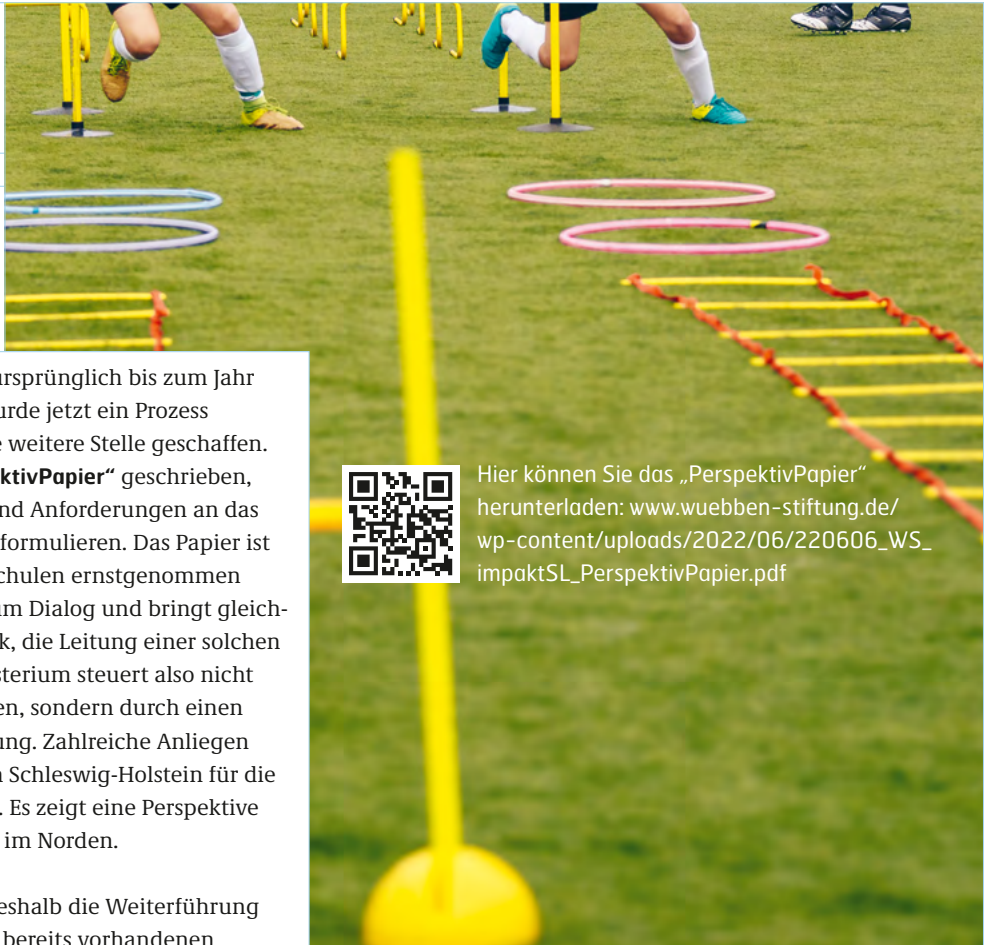 ursprünglich bis zum Jahr
urde jetzt ein Prozess
e weitere Stelle geschaffen.
ktivPapier“ geschrieben,
nd Anforderungen an das
formulieren. Das Papier ist
chulen ernstgenommen
um Dialog und bringt gleich-
k, die Leitung einer solchen
sterium steuert also nicht
en, sondern durch einen
ung. Zahlreiche Anliegen
n Schleswig-Holstein für die
. Es zeigt eine Perspektive
im Norden.
eshalb die Weiterführung
bereits vorhandenen
Hier können Sie das „PerspektivPapier“
herunterladen: www.wuebben-stiftung.de/
wp-content/uploads/2022/06/220606_WS_
impaktSL_PerspektivPapier.pdf